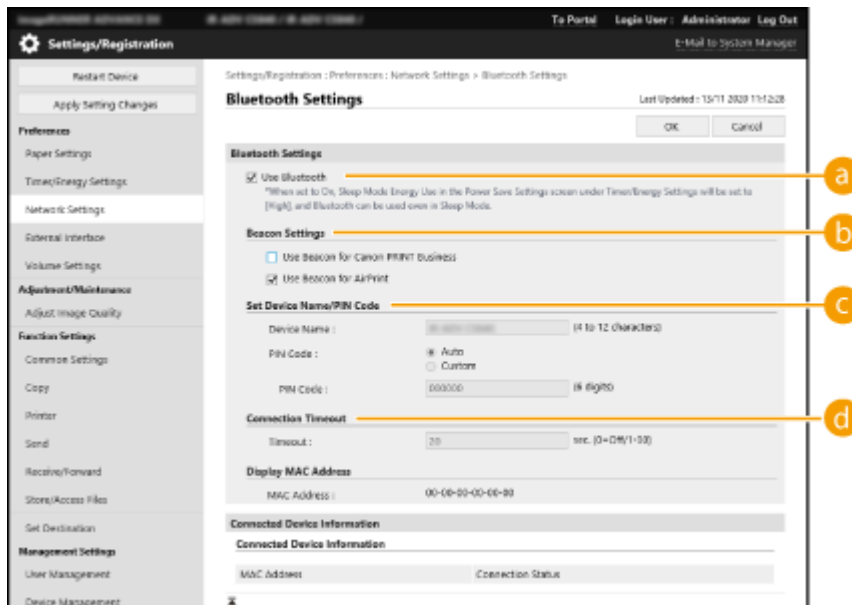 To Portal Login User : Administrator Log Out
Settings/Registration
E-Mail to System Manager
Restart Device
Apply Setting Changes
Preferences
Paper Settings
Timer/Energy Settings
Network Settings
External Interface
Volume Settings
Adjustment/Maintenance
Adjust Image Quality
Function Settings
Common Settings
Copy
Printer
Send
Receive/Forward
Store/Access Files
Set Destination
Management Settings
User Management
Device Management
Settings/Registration : Preferences : Network Settings > Bluetooth Settings
Bluetooth Settings
Last Updated : 13/11 2020 11:12:28
OK Cancel
Bluetooth Settings
Use Bluetooth
*When set to On, Sleep Mode Energy Use in the Power Save Settings screen under Timer/Energy Settings will be set to
[High], and Bluetooth can be used even in Sleep Mode.
Beacon Settings
Use Beacon for Canon PRINT Business
Use Beacon for AirPrint
Set Device Name/PIN Code
Device Name : (4 to 12 characters)
PIN Code : Auto
Custom
PIN Code : 000000 (6 digits)
Connection Timeout
Timeout : 20 sec. (0=Off/1-30)
Display MAC Address
MAC Address : 00-00-00-00-00-00
Connected Device Information
Connected Device Information
MAC Address Connection Status
a
b
c
d